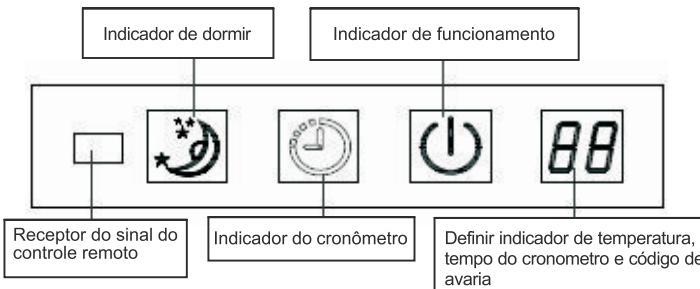 Indicador de dormir
Indicador de funcionamento
88
Receptor do sinal do
controle remoto
Indicador do cronômetro
Definir indicador de temperatura,
tempo do cronometro e código de
avaria